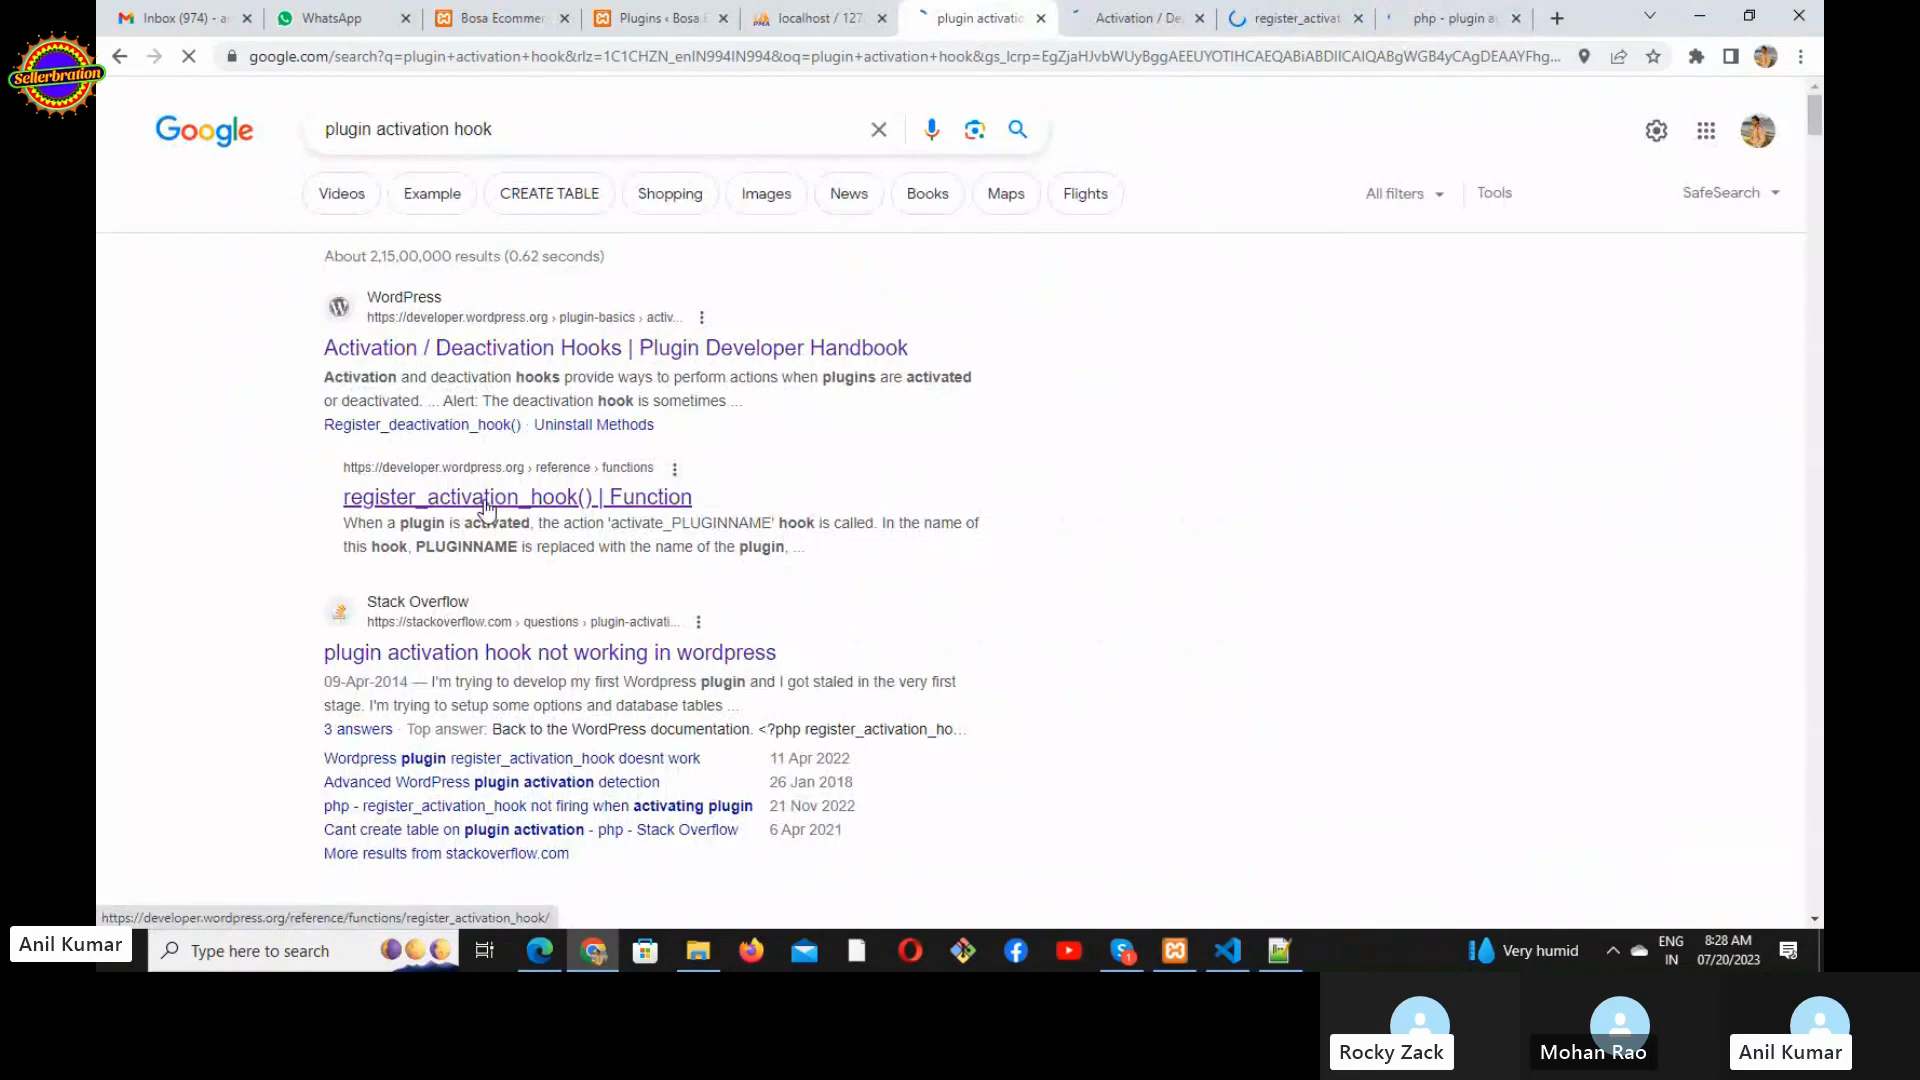 Sellerbration
Inbox (974) - a
WhatsApp
Bosa Ecommer
Plugins ‹ Bosa E
localhost / 127.
plugin activatio
Activation / De
register_activat
php - plugin a
google.com/search?q=plugin+activation+hook&rlz=1C1CHZN_enIN994IN994&oq=plugin+activation+hook&gs_lcrp=EgZjaHJvbWUyBggAEEUYOTIHCAEQABiABDIICAIQABgWGB4yCAgDEAAYFhg...
Google
plugin activation hook
Videos
Example
CREATE TABLE
Shopping
Images
News
Books
Maps
Flights
All filters
Tools
SafeSearch
About 2,15,00,000 results (0.62 seconds)
WordPress
https://developer.wordpress.org › plugin-basics › activ...
Activation / Deactivation Hooks | Plugin Developer Handbook
Activation and deactivation hooks provide ways to perform actions when plugins are activated
or deactivated. ... Alert: The deactivation hook is sometimes ...
Register_deactivation_hook() · Uninstall Methods
https://developer.wordpress.org › reference › functions
register_activation_hook() | Function
When a plugin is activated, the action 'activate_PLUGINNAME' hook is called. In the name of
this hook, PLUGINNAME is replaced with the name of the plugin, ...
Stack Overflow
https://stackoverflow.com › questions › plugin-activati...
plugin activation hook not working in wordpress
09-Apr-2014 — I'm trying to develop my first Wordpress plugin and I got staled in the very first
stage. I'm trying to setup some options and database tables ...
3 answers · Top answer: Back to the WordPress documentation. <?php register_activation_ho...
Wordpress plugin register_activation_hook doesnt work 11 Apr 2022
Advanced WordPress plugin activation detection 26 Jan 2018
php - register_activation_hook not firing when activating plugin 21 Nov 2022
Cant create table on plugin activation - php - Stack Overflow 6 Apr 2021
More results from stackoverflow.com
https://developer.wordpress.org/reference/functions/register_activation_hook/
Anil Kumar
Type here to search
Very humid
ENG
IN
8:28 AM
07/20/2023
Rocky Zack
Mohan Rao
Anil Kumar